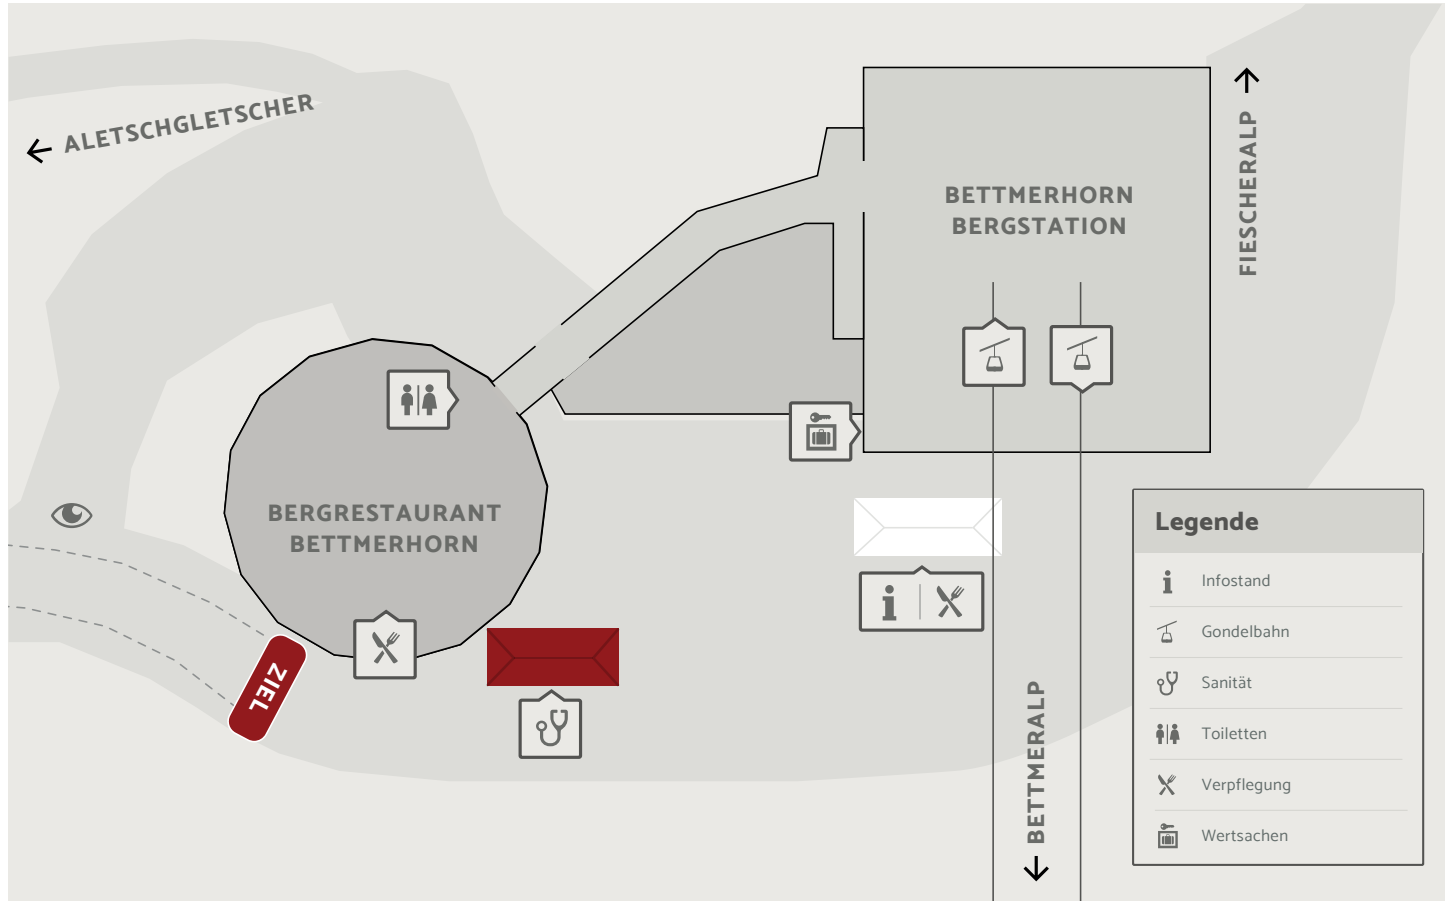 ALETSCHGLETSCHER
BETTMERHORN
BERGSTATION
FIESCHERALP
BERGRESTAURANT
BETTMERHORN
ZIEL
BETTMERALP
Legende
Infostand
Gondelbahn
Sanität
Toiletten
Verpflegung
Wertsachen